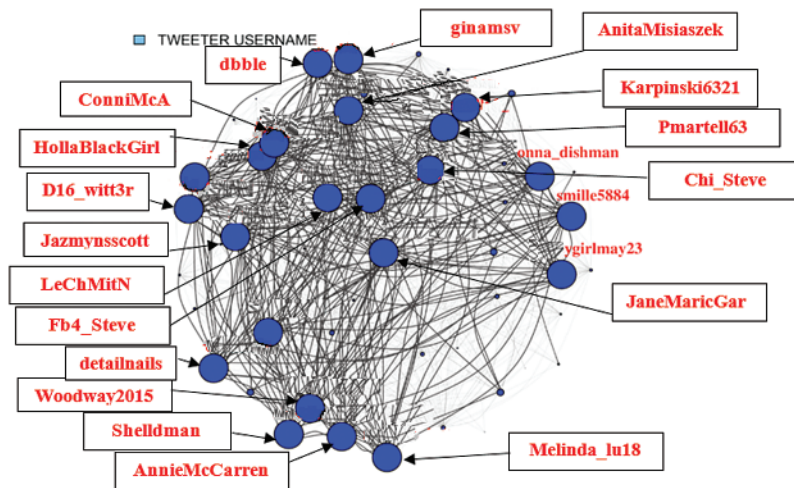 TWEETER USERNAME
ginamsv
AnitaMisiaszek
dbble
Karpinski6321
ConniMcA
Pmartell63
HollaBlackGirl
onna_dishman
Chi_Steve
D16_witt3r
smille5884
Jazmynsscott
ygirlmay23
LeChMitN
JaneMaricGar
Fb4_Steve
detailnails
Woodway2015
Shelldman
Melinda_lu18
AnnieMcCarren